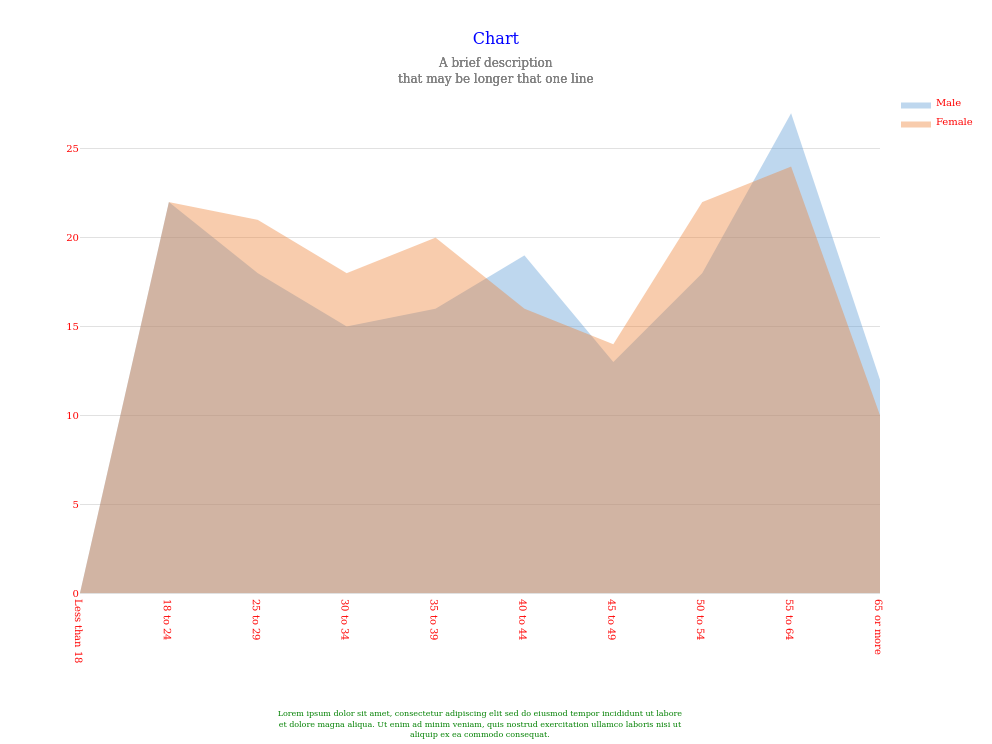 Chart
A brief description
that may be longer that one line
Male
Female
25
20
15
10
5
0
Less than 18
18 to 24
25 to 29
30 to 34
35 to 39
40 to 44
45 to 49
50 to 54
55 to 64
65 or more
Lorem ipsum dolor sit amet, consectetur adipiscing elit sed do eiusmod tempor incididunt ut labore
et dolore magna aliqua. Ut enim ad minim veniam, quis nostrud exercitation ullamco laboris nisi ut
aliquip ex ea commodo consequat.